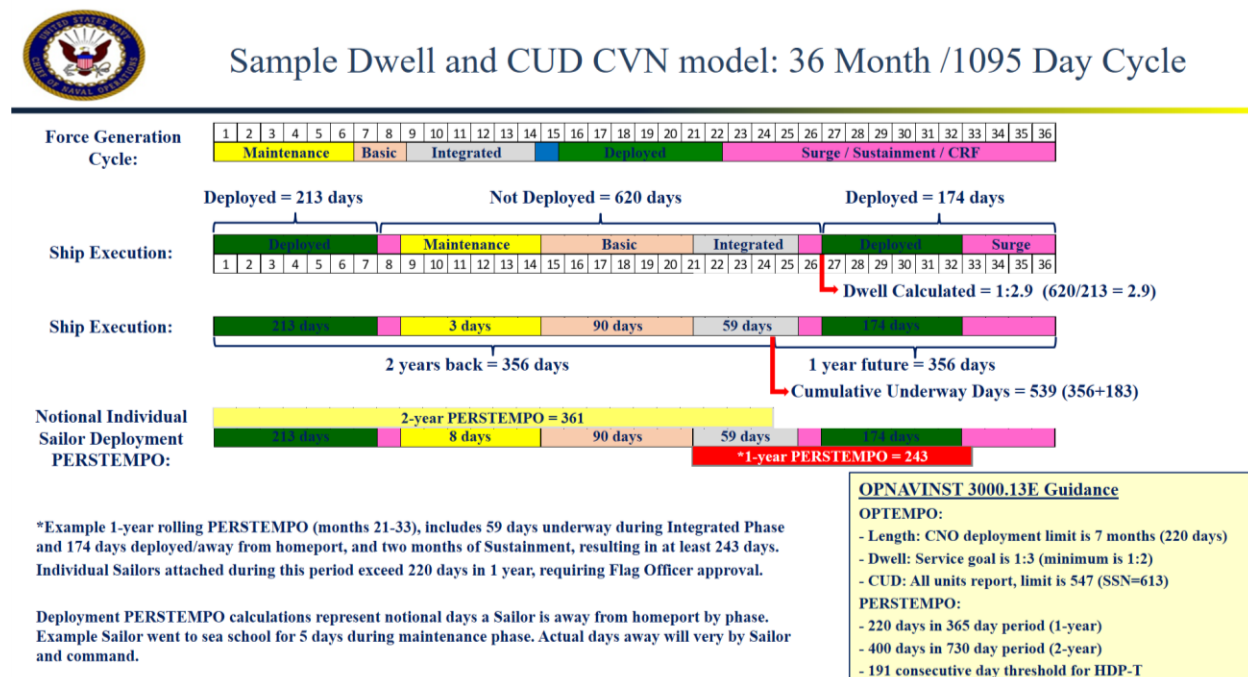 UNITED STATES NAVY
CHIEF OF NAVAL OPERATIONS
Sample Dwell and CUD CVN model: 36 Month /1095 Day Cycle
Force Generation
Cycle:
1 2 3 4 5 6 7 8 9 10 11 12 13 14 15 16 17 18 19 20 21 22 23 24 25 26 27 28 29 30 31 32 33 34 35 36
Maintenance Basic Integrated Deployed Surge / Sustainment / CRF
Deployed = 213 days Not Deployed = 620 days Deployed = 174 days
Ship Execution:
Deployed Maintenance Basic Integrated Deployed Surge
1 2 3 4 5 6 7 8 9 10 11 12 13 14 15 16 17 18 19 20 21 22 23 24 25 26 27 28 29 30 31 32 33 34 35 36
Dwell Calculated = 1:2.9 (620/213 = 2.9)
Ship Execution:
213 days 3 days 90 days 59 days 174 days
2 years back = 356 days 1 year future = 356 days
Cumulative Underway Days = 539 (356+183)
Notional Individual
Sailor Deployment
PERSTEMPO:
2-year PERSTEMPO = 361
213 days 8 days 90 days 59 days 174 days
*1-year PERSTEMPO = 243
*Example 1-year rolling PERSTEMPO (months 21-33), includes 59 days underway during Integrated Phase
and 174 days deployed/away from homeport, and two months of Sustainment, resulting in at least 243 days.
Individual Sailors attached during this period exceed 220 days in 1 year, requiring Flag Officer approval.
Deployment PERSTEMPO calculations represent notional days a Sailor is away from homeport by phase.
Example Sailor went to sea school for 5 days during maintenance phase. Actual days away will very by Sailor
and command.
OPNAVINST 3000.13E Guidance
OPTEMPO:
- Length: CNO deployment limit is 7 months (220 days)
- Dwell: Service goal is 1:3 (minimum is 1:2)
- CUD: All units report, limit is 547 (SSN=613)
PERSTEMPO:
- 220 days in 365 day period (1-year)
- 400 days in 730 day period (2-year)
- 191 consecutive day threshold for HDP-T